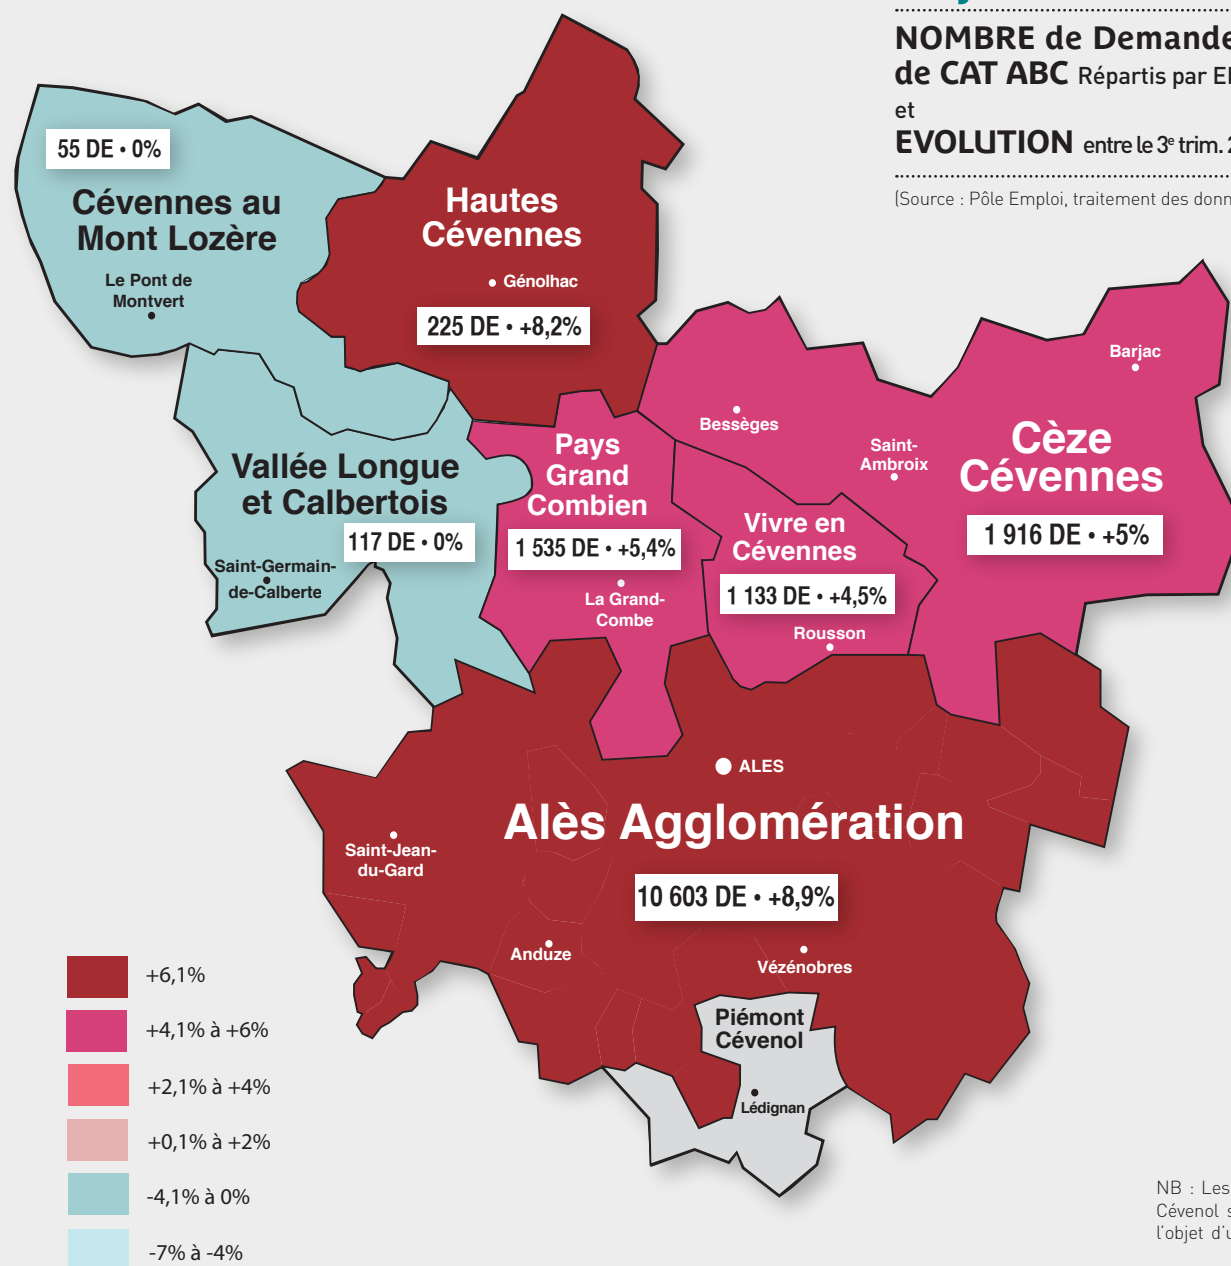 NOMBRE de Demande
de CAT ABC Répartis par
et
EVOLUTION entre le 3e trim.
(Source : Pôle Emploi, traitement des donn
55 DE • 0%
Cévennes au
Mont Lozère
Le Pont de
Montvert
Hautes
Cévennes
Génolhac
225 DE • +8,2%
Barjac
Bessèges
Saint-
Ambroix
Cèze
Cévennes
1 916 DE • +5%
Pays
Grand
Combien
1 535 DE • +5,4%
La Grand-
Combe
Vivre en
Cévennes
1 133 DE • +4,5%
Rousson
Vallée Longue
et Calbertois
117 DE • 0%
Saint-Germain-
de-Calberte
ALES
Alès Agglomération
10 603 DE • +8,9%
Saint-Jean-
du-Gard
Anduze
Vézénobres
Piémont
Cévenol
Lédignan
+6,1%
+4,1% à +6%
+2,1% à +4%
+0,1% à +2%
-4,1% à 0%
-7% à -4%
NB : Les
Cévenol s
l'objet d'u